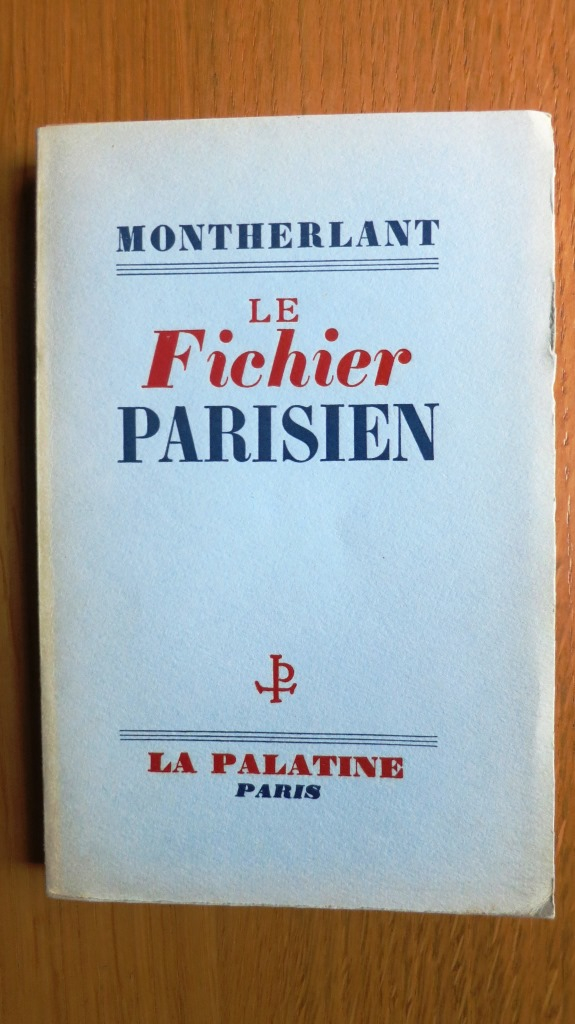 MONTHERLANT
LE
Fichier
PARISIEN
LA PALATINE
PARIS